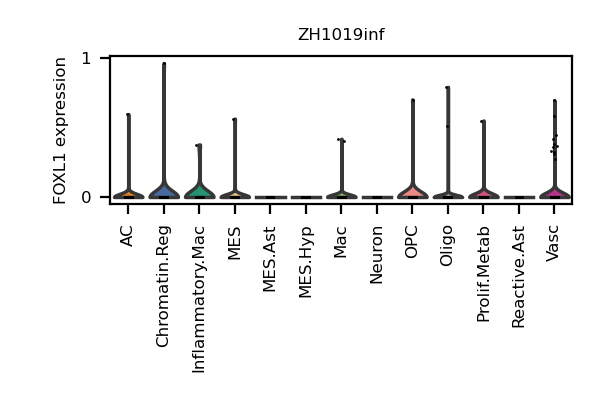 ZH1019inf
FOXL1 expression
1
0
AC
Chromatin.Reg
Inflammatory.Mac
MES
MES.Ast
MES.Hyp
Mac
Neuron
OPC
Oligo
Prolif.Metab
Reactive.Ast
Vasc